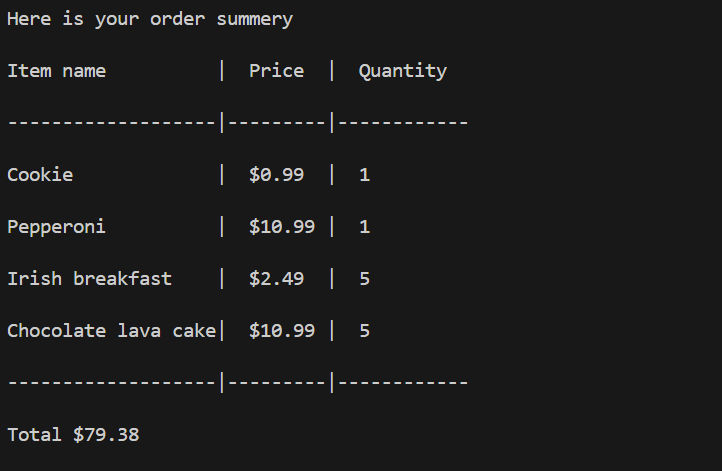 Here is your order summery
Item name          |  Price  |  Quantity
-------------------|---------|------------
Cookie             |  $0.99  |  1
Pepperoni          |  $10.99 |  1
Irish breakfast    |  $2.49  |  5
Chocolate lava cake|  $10.99 |  5
-------------------|---------|------------
Total $79.38